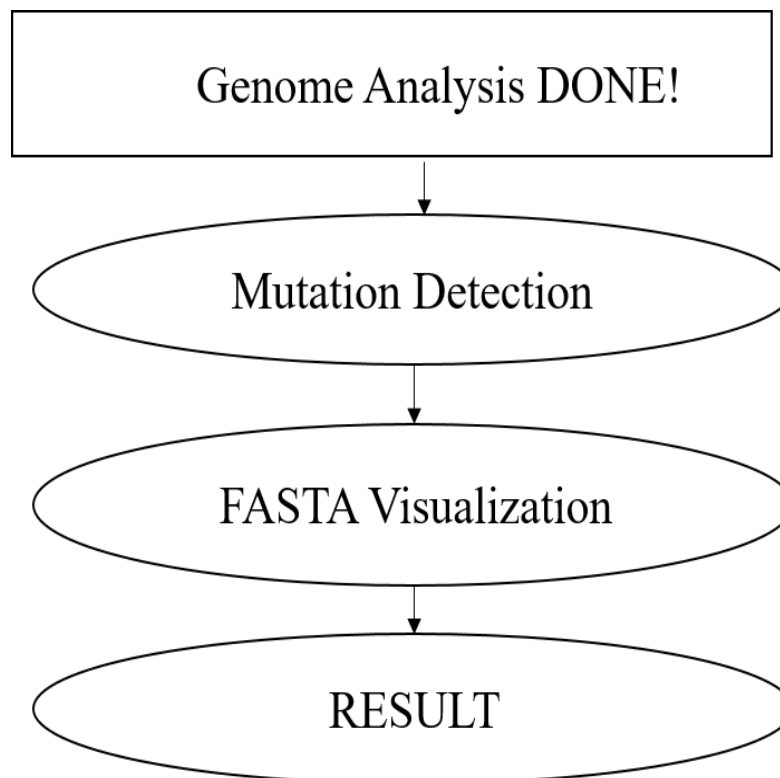 Genome Analysis DONE!
Mutation Detection
FASTA Visualization
RESULT